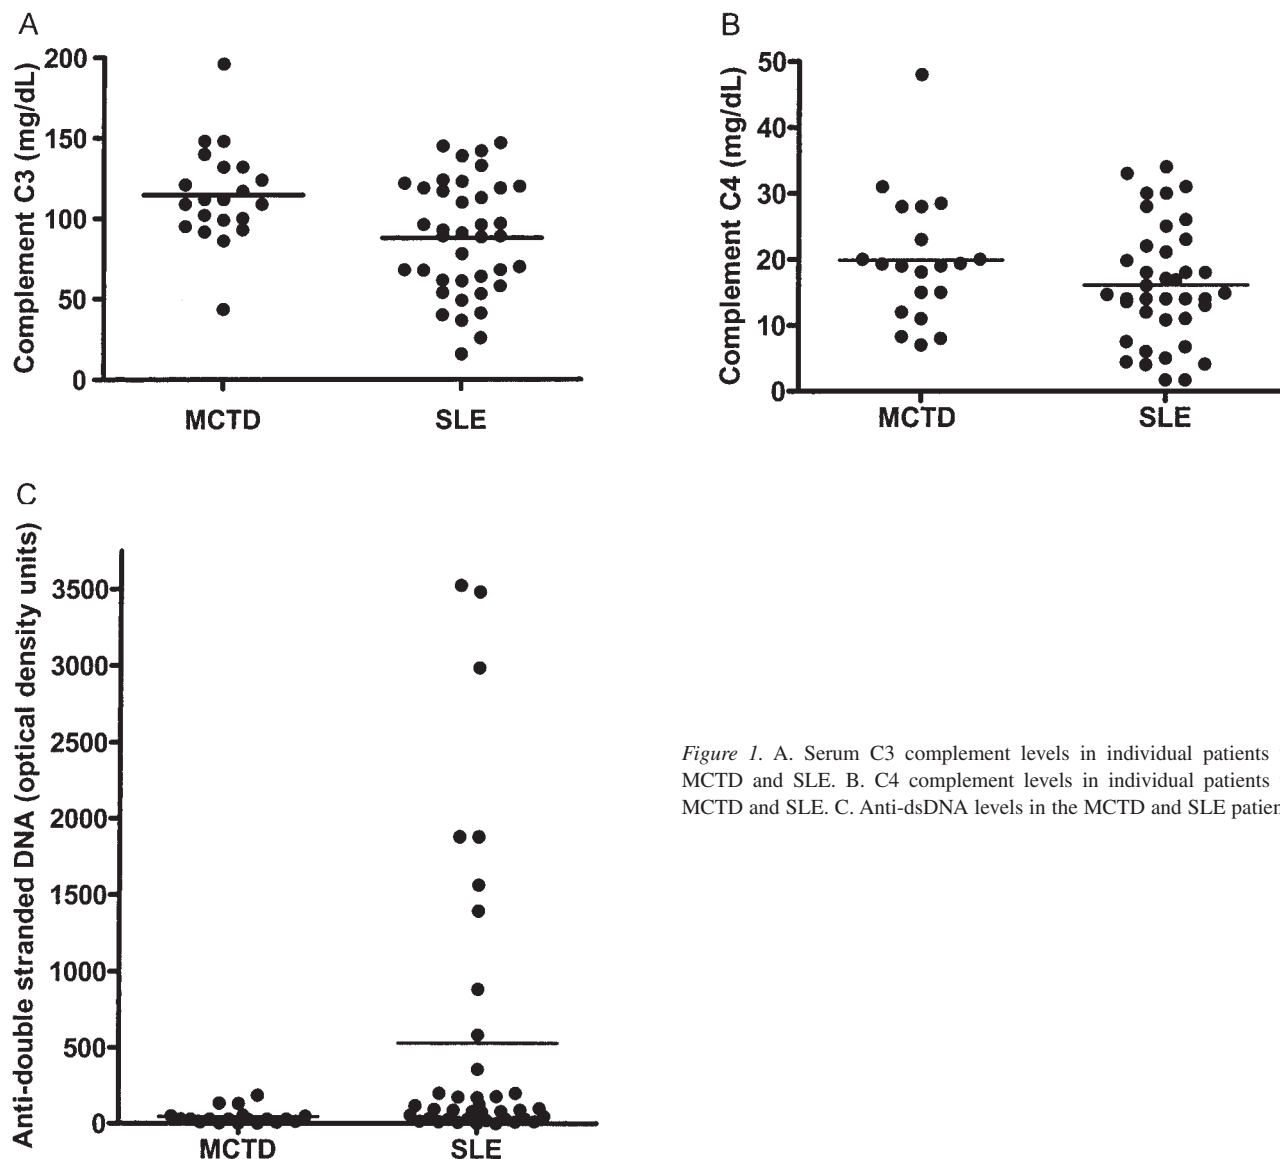 A
Complement C3 (mg/dL)
200
150
100
50
0
MCTD SLE
B
Complement C4 (mg/dL)
50
40
30
20
10
0
MCTD SLE
C
Anti-double stranded DNA (optical density units)
3500
3000
2500
2000
1500
1000
500
0
MCTD SLE
Figure 1. A. Serum C3 complement levels in individual patients
MCTD and SLE. B. C4 complement levels in individual patients
MCTD and SLE. C. Anti-dsDNA levels in the MCTD and SLE